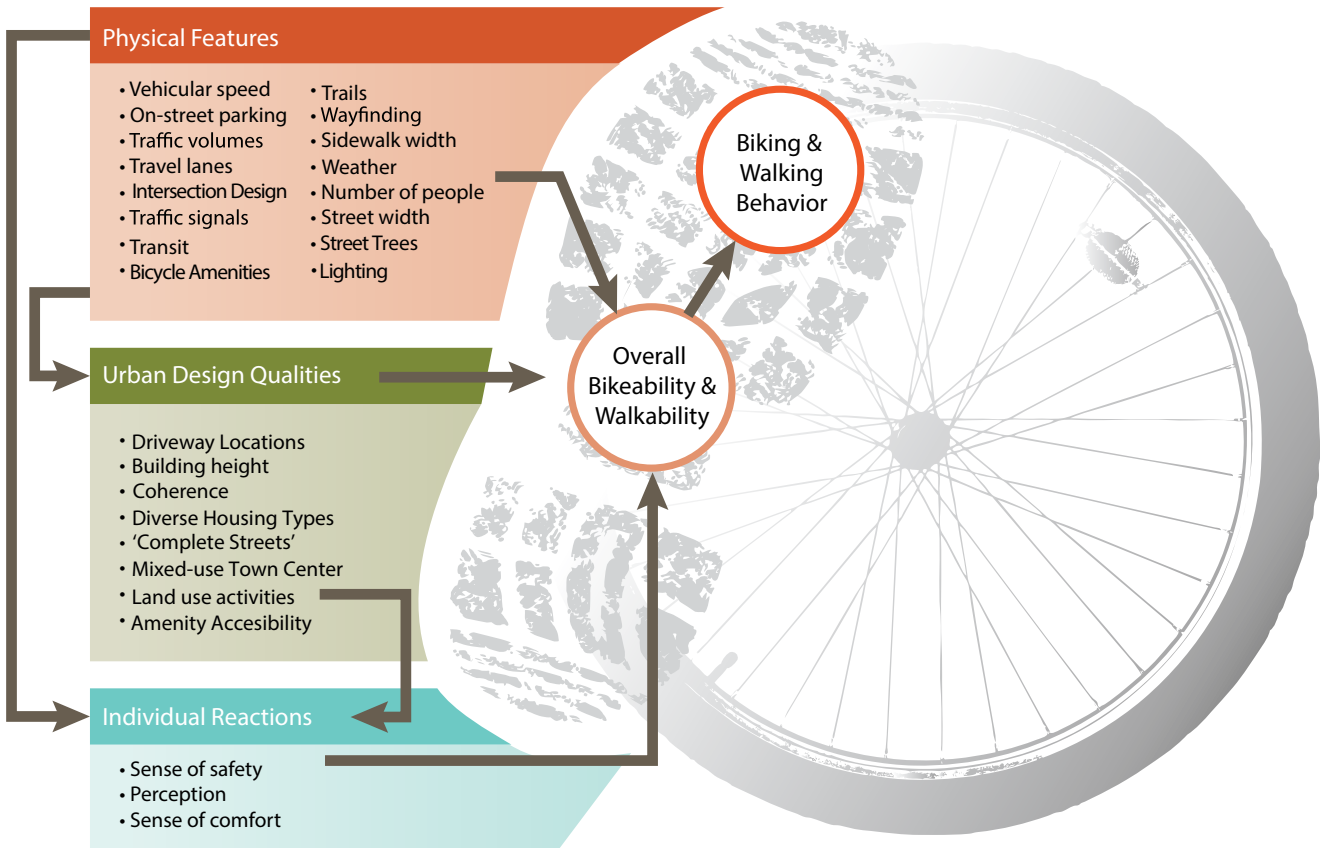 Physical Features
• Vehicular speed
• On-street parking
• Traffic volumes
• Travel lanes
• Intersection Design
• Traffic signals
• Transit
• Bicycle Amenities
• Trails
• Wayfinding
• Sidewalk width
• Weather
• Number of people
• Street width
• Street Trees
• Lighting
Urban Design Qualities
• Driveway Locations
• Building height
• Coherence
• Diverse Housing Types
• ‘Complete Streets’
• Mixed-use Town Center
• Land use activities
• Amenity Accesibility
Individual Reactions
• Sense of safety
• Perception
• Sense of comfort
Overall
Bikeability &
Walkability
Biking &
Walking
Behavior